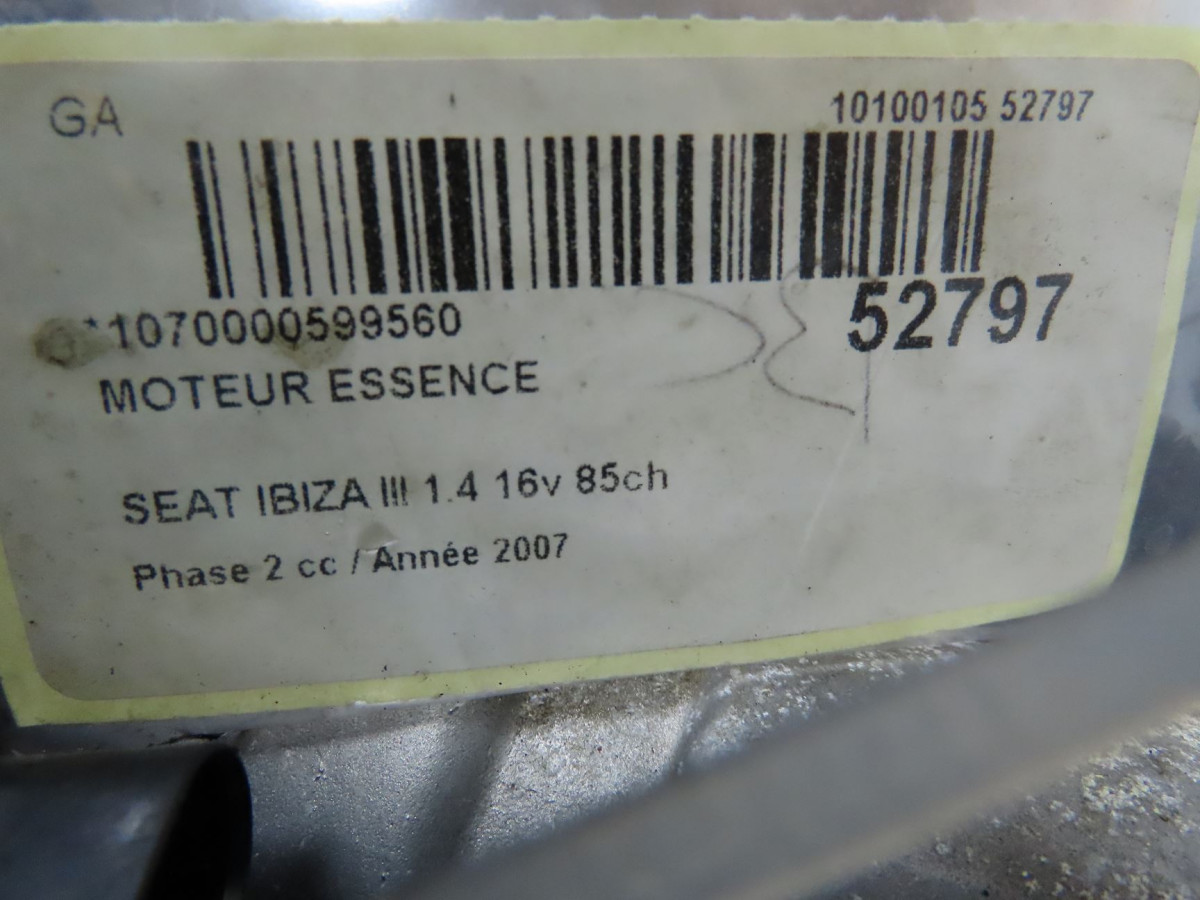 GA
10100105 52797
*1070000599560
52797
MOTEUR ESSENCE
SEAT IBIZA III 1.4 16v 85ch
Phase 2 cc / Année 2007